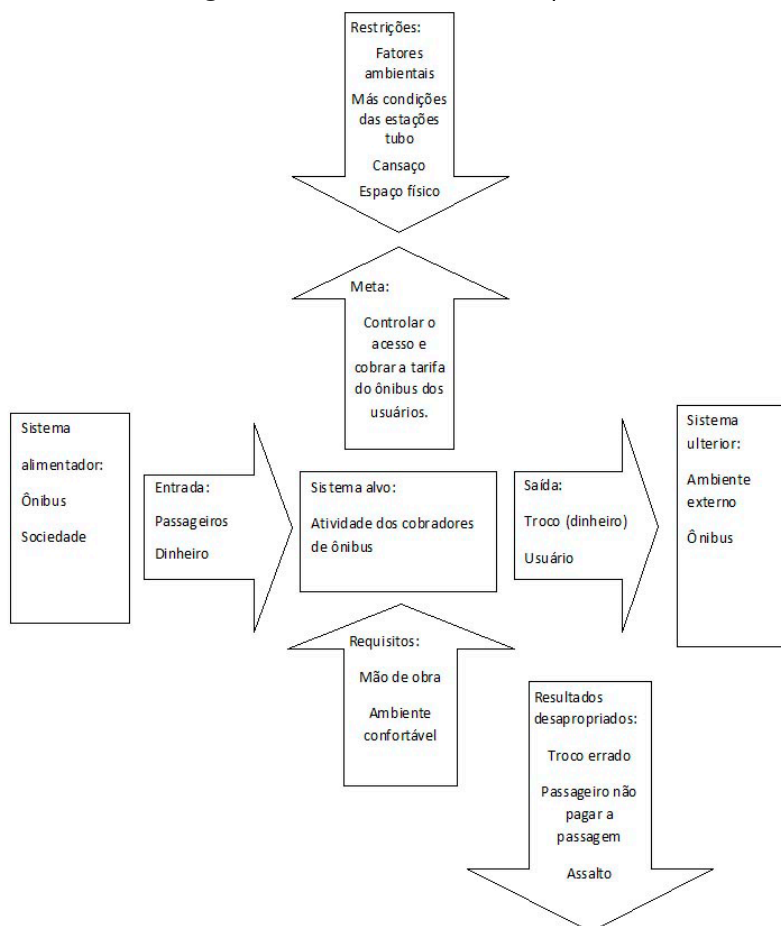 Restrições:
Fatores
ambientais
Más condições
das estações
tubo
Cansaço
Espaço físico
Meta:
Controlar o
acesso e
cobrar a tarifa
do ônibus dos
usuários.
Sistema
alimentador:
Ônibus
Sociedade
Entrada:
Passageiros
Dinheiro
Sistema alvo:
Atividade dos cobradores
de ônibus
Saída:
Troco (dinheiro)
Usuário
Sistema
ulterior:
Ambiente
externo
Ônibus
Requisitos:
Mão de obra
Ambiente
confortável
Resultados
desapropriados:
Troco errado
Passageiro não
pagar a
passagem
Assalto